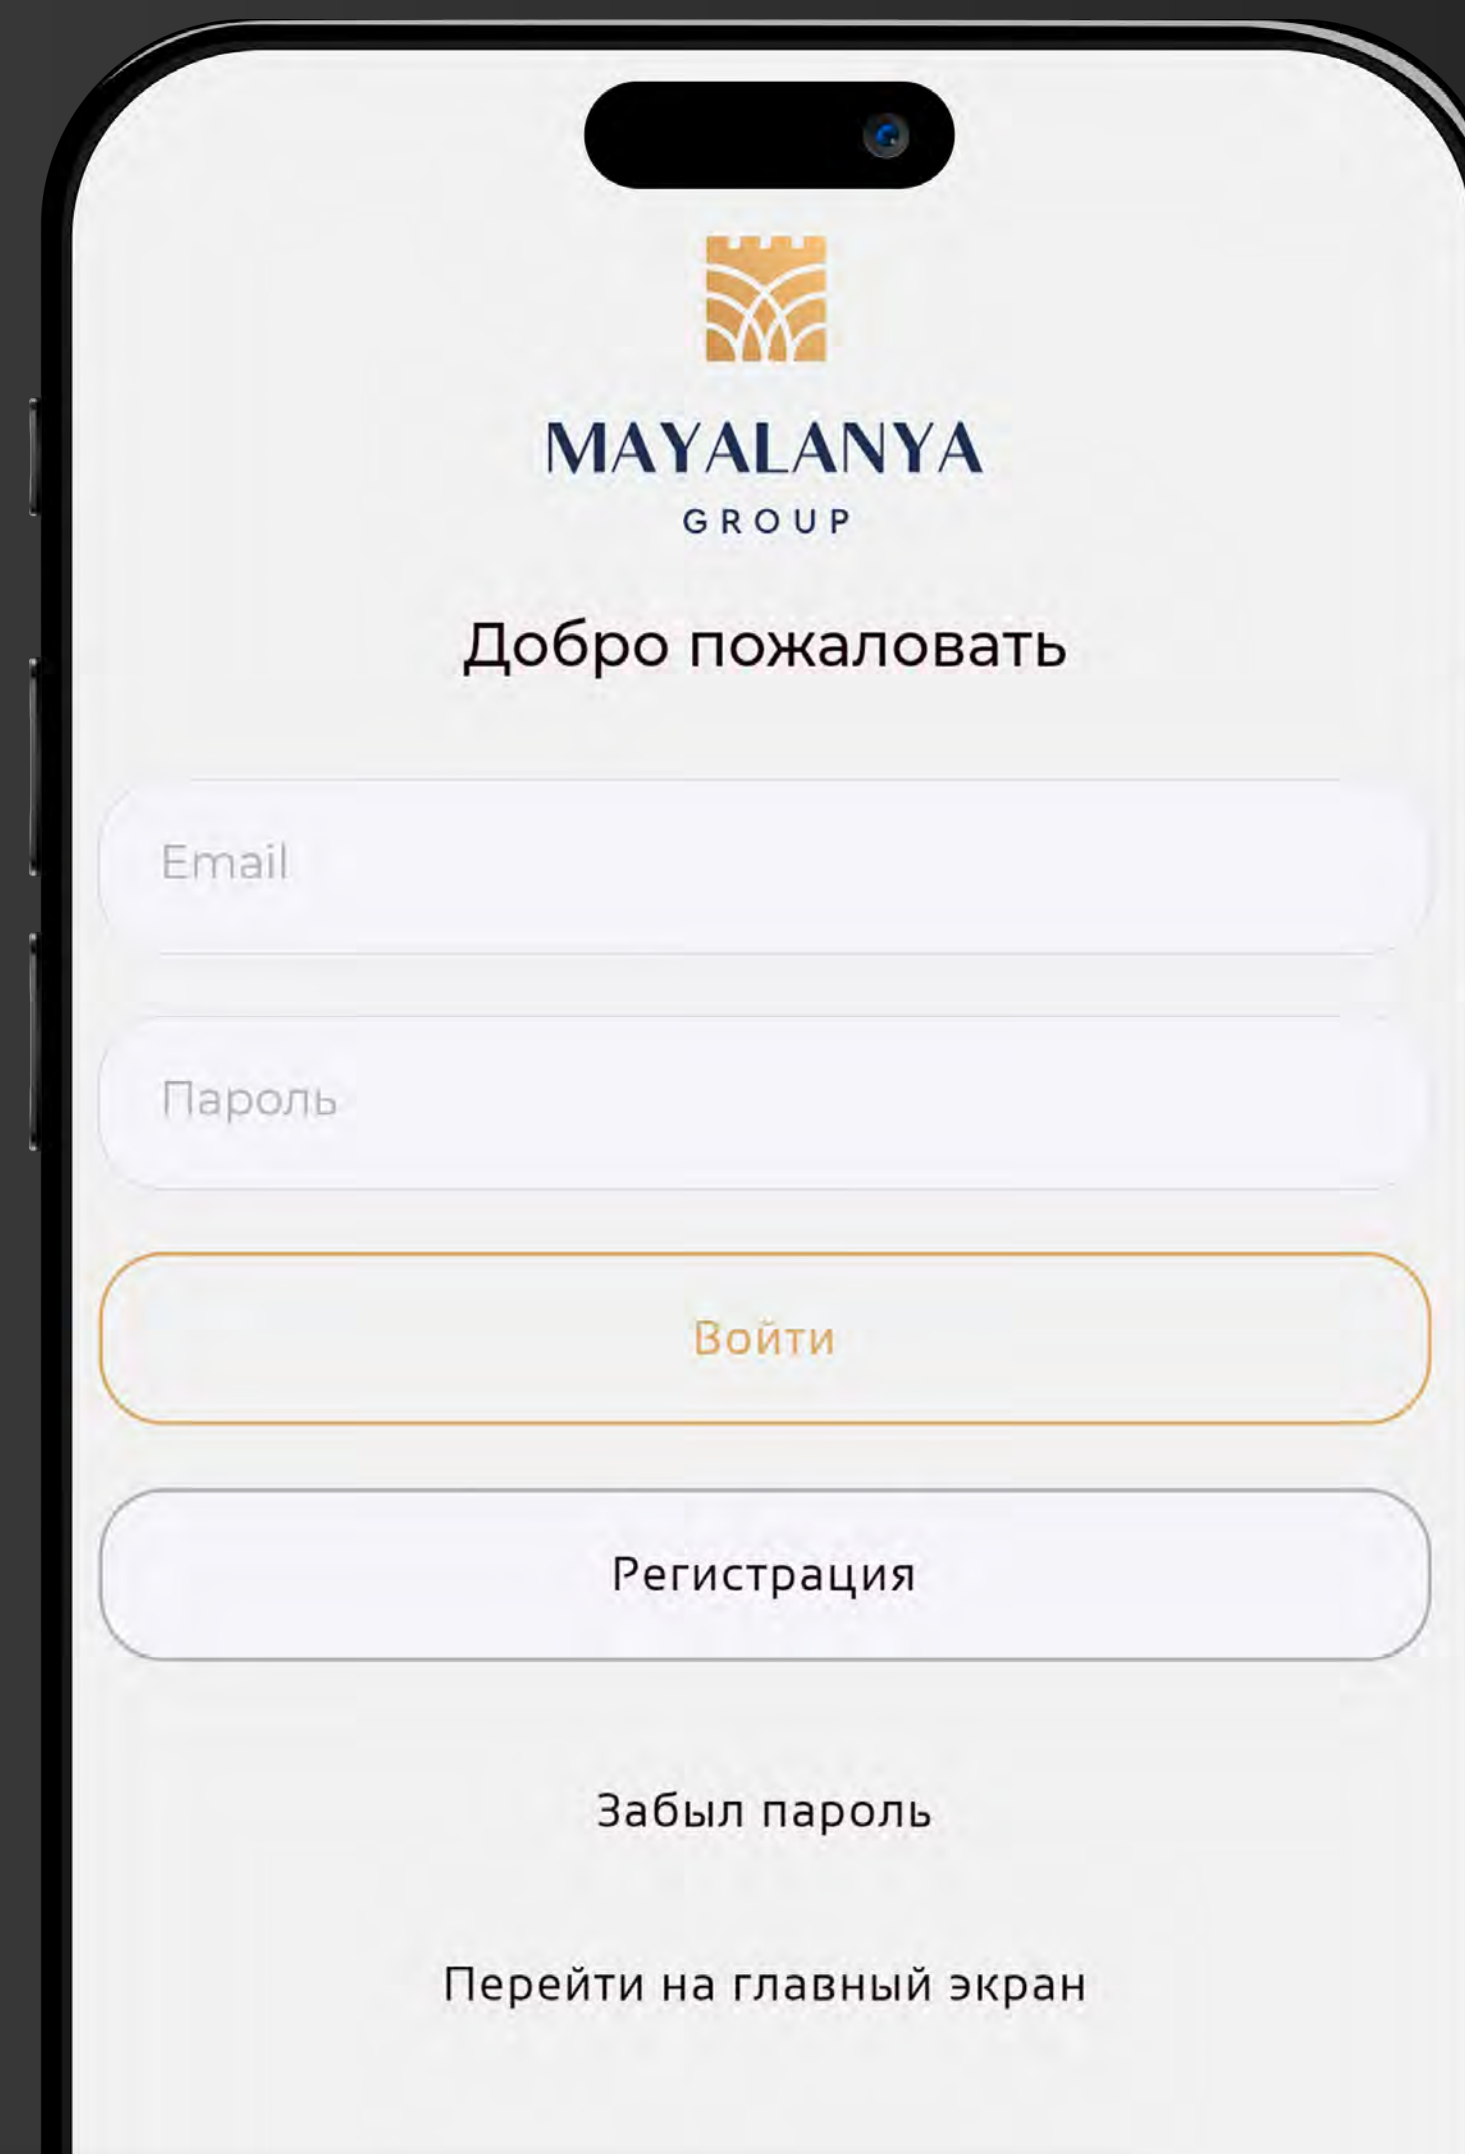 MAYALANYA
GROUP
Добро пожаловать
Email
Пароль
Войти
Регистрация
Забыл пароль
Перейти на главный экран